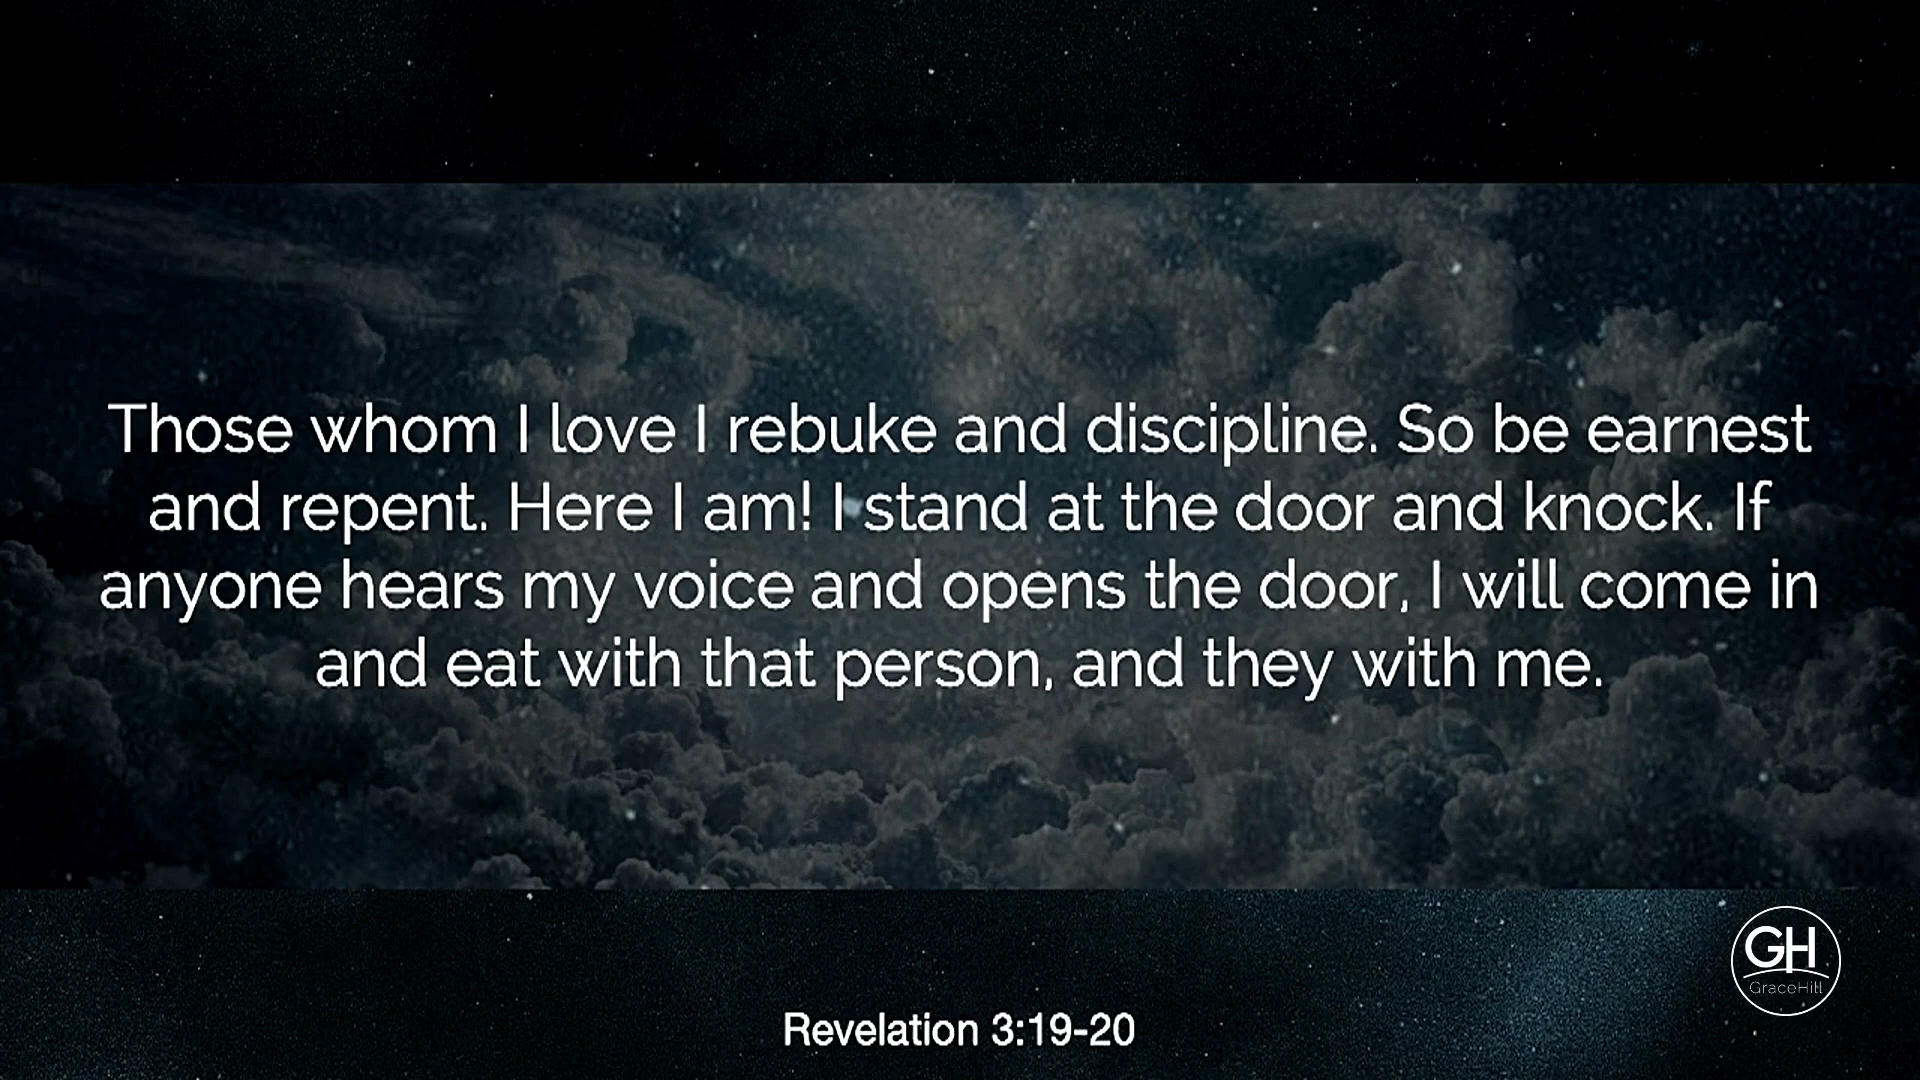 Those whom I love I rebuke and discipline. So be earnest
and repent. Here I am! I stand at the door and knock. If
anyone hears my voice and opens the door, I will come in
and eat with that person, and they with me.
GH
GraceHill
Revelation 3:19-20